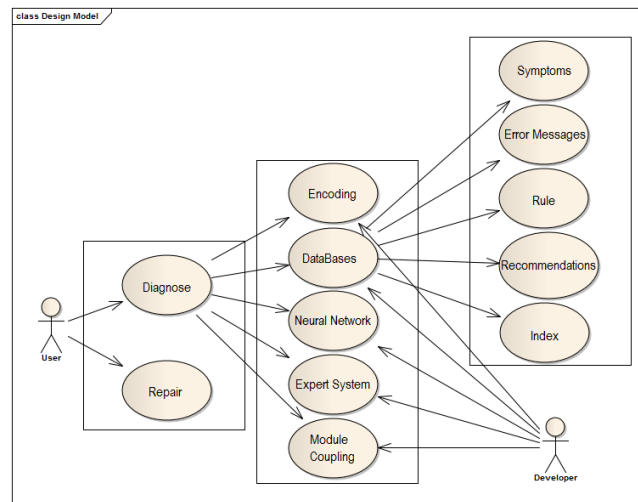 class Design Model
Symptoms
Error Messages
Rule
Recommendations
Index
Encoding
DataBases
Neural Network
Expert System
Module
Coupling
Diagnose
Repair
User
Developer